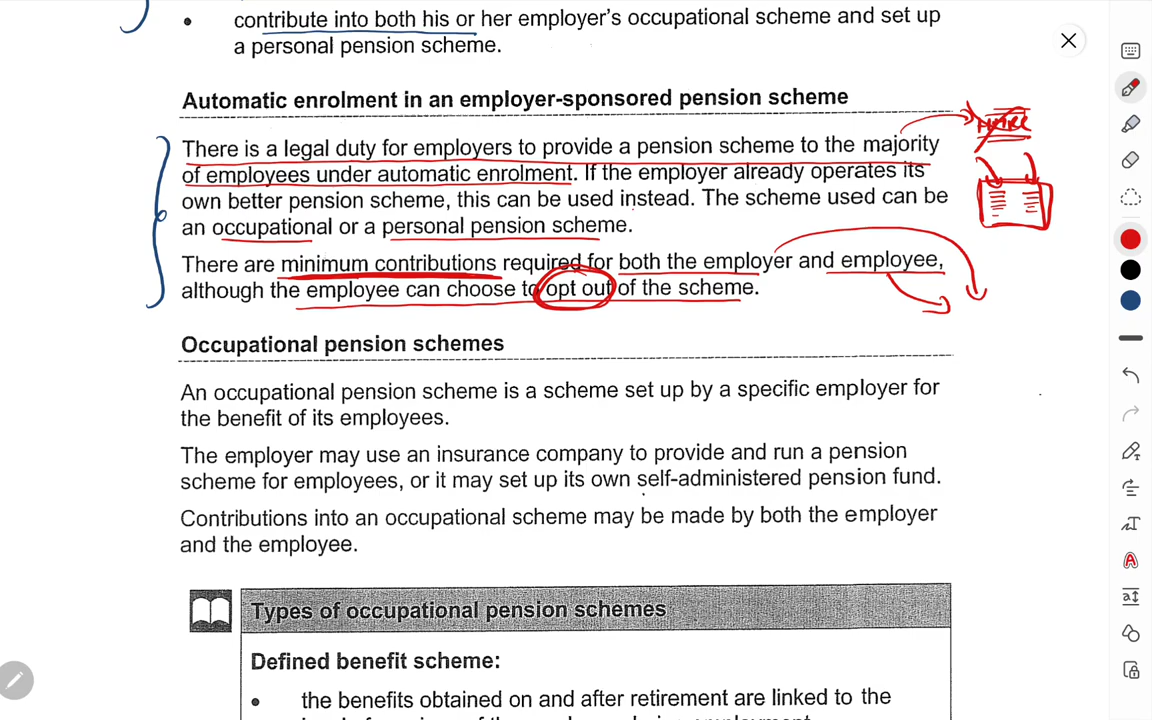 • contribute into both his or her employer's occupational scheme and set up
a personal pension scheme.
Automatic enrolment in an employer-sponsored pension scheme
There is a legal duty for employers to provide a pension scheme to the majority
of employees under automatic enrolment. If the employer already operates its
own better pension scheme, this can be used instead. The scheme used can be
an occupational or a personal pension scheme.
There are minimum contributions required for both the employer and employee,
although the employee can choose to opt out of the scheme.
Occupational pension schemes
An occupational pension scheme is a scheme set up by a specific employer for
the benefit of its employees.
The employer may use an insurance company to provide and run a pension
scheme for employees, or it may set up its own self-administered pension fund.
Contributions into an occupational scheme may be made by both the employer
and the employee.
Types of occupational pension schemes
Defined benefit scheme:
• the benefits obtained on and after retirement are linked to the